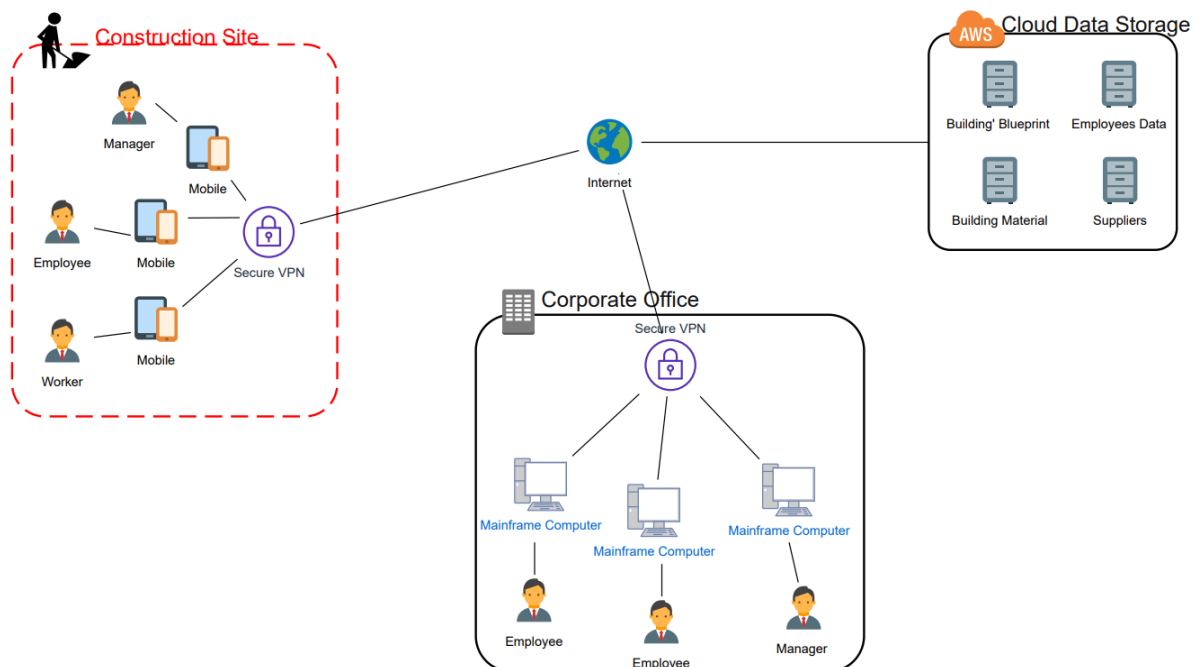 Construction Site
Manager
Mobile
Employee
Mobile
Secure VPN
Worker
Mobile
Internet
AWS
Cloud Data Storage
Building' Blueprint
Employees Data
Building Material
Suppliers
Corporate Office
Secure VPN
Mainframe Computer
Mainframe Computer
Mainframe Computer
Employee
Employee
Manager